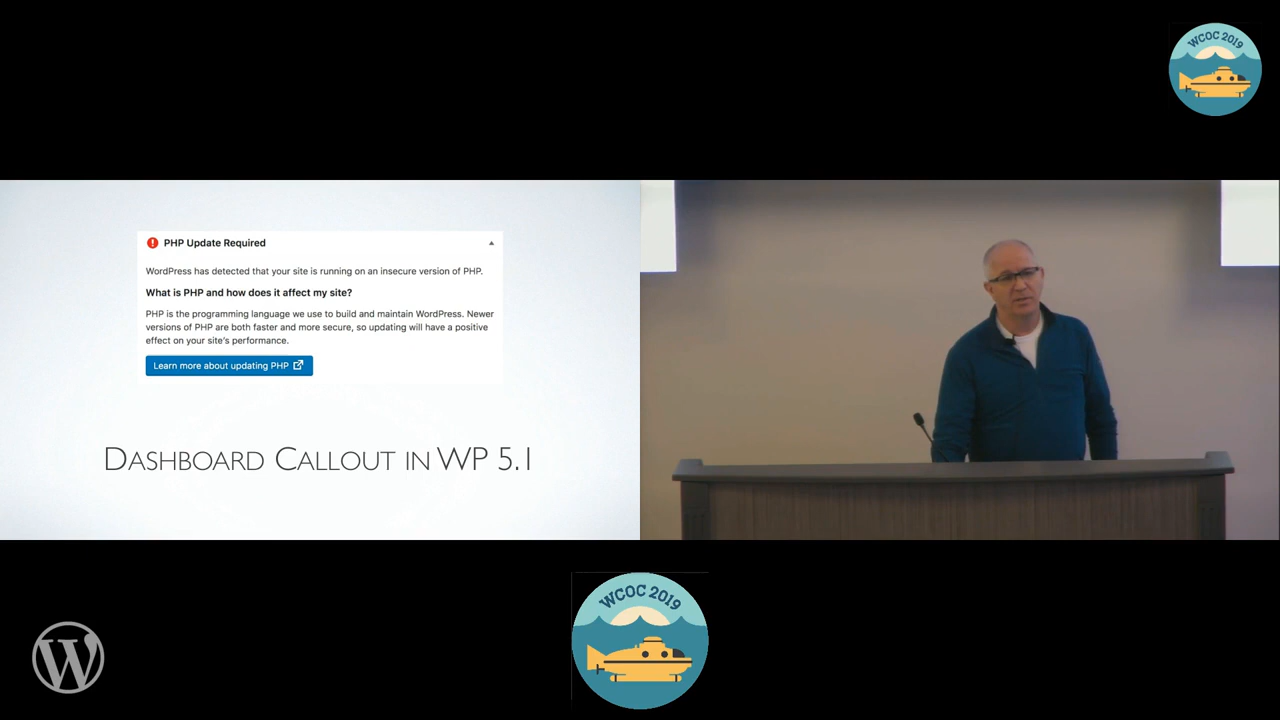 WCOC 2019
PHP Update Required
WordPress has detected that your site is running on an insecure version of PHP.
What is PHP and how does it affect my site?
PHP is the programming language we use to build and maintain WordPress. Newer
versions of PHP are both faster and more secure, so updating will have a positive
effect on your site's performance.
Learn more about updating PHP
DASHBOARD CALLOUT IN WP 5.1
W
WCOC 2019